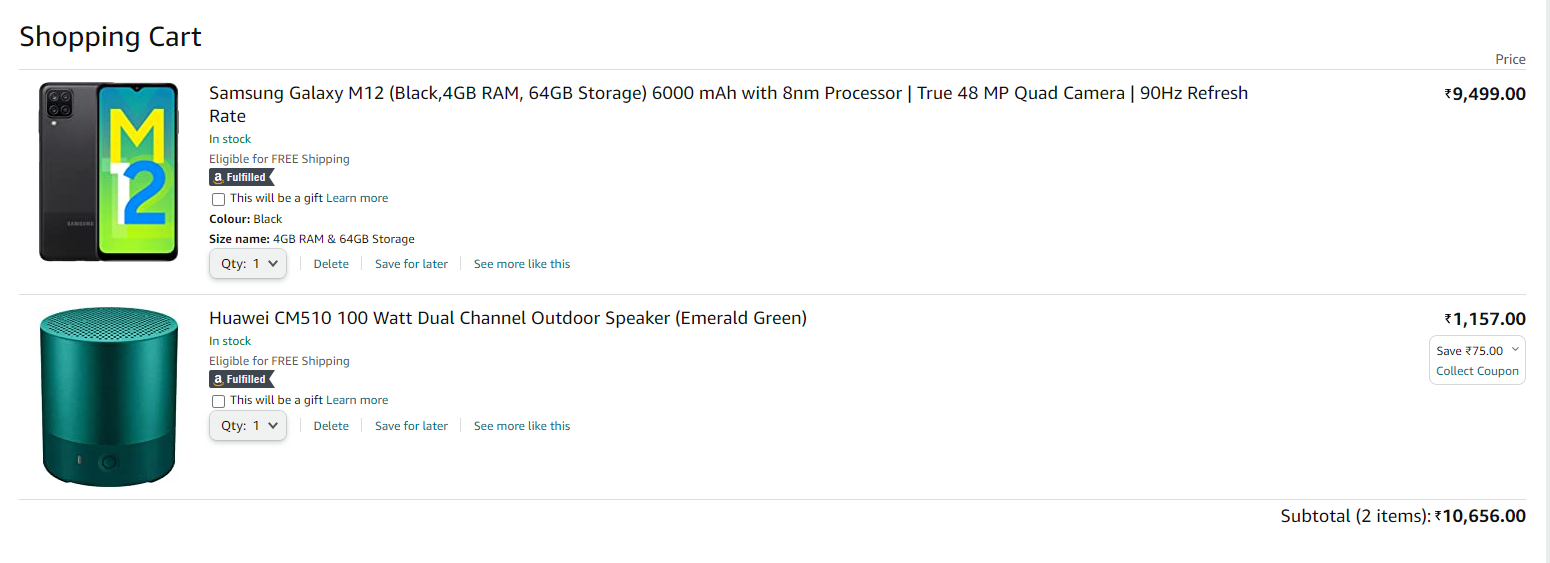 Shopping Cart
Price
Samsung Galaxy M12 (Black,4GB RAM, 64GB Storage) 6000 mAh with 8nm Processor | True 48 MP Quad Camera | 90Hz Refresh
Rate
₹9,499.00
In stock
Eligible for FREE Shipping
a Fulfilled
This will be a gift Learn more
Colour: Black
Size name: 4GB RAM & 64GB Storage
Qty: 1 Delete Save for later See more like this
M
12
SAMSUNG
Huawei CM510 100 Watt Dual Channel Outdoor Speaker (Emerald Green)
₹1,157.00
In stock
Save ₹75.00
Eligible for FREE Shipping
Collect Coupon
a Fulfilled
This will be a gift Learn more
Qty: 1 Delete Save for later See more like this
Subtotal (2 items): ₹10,656.00